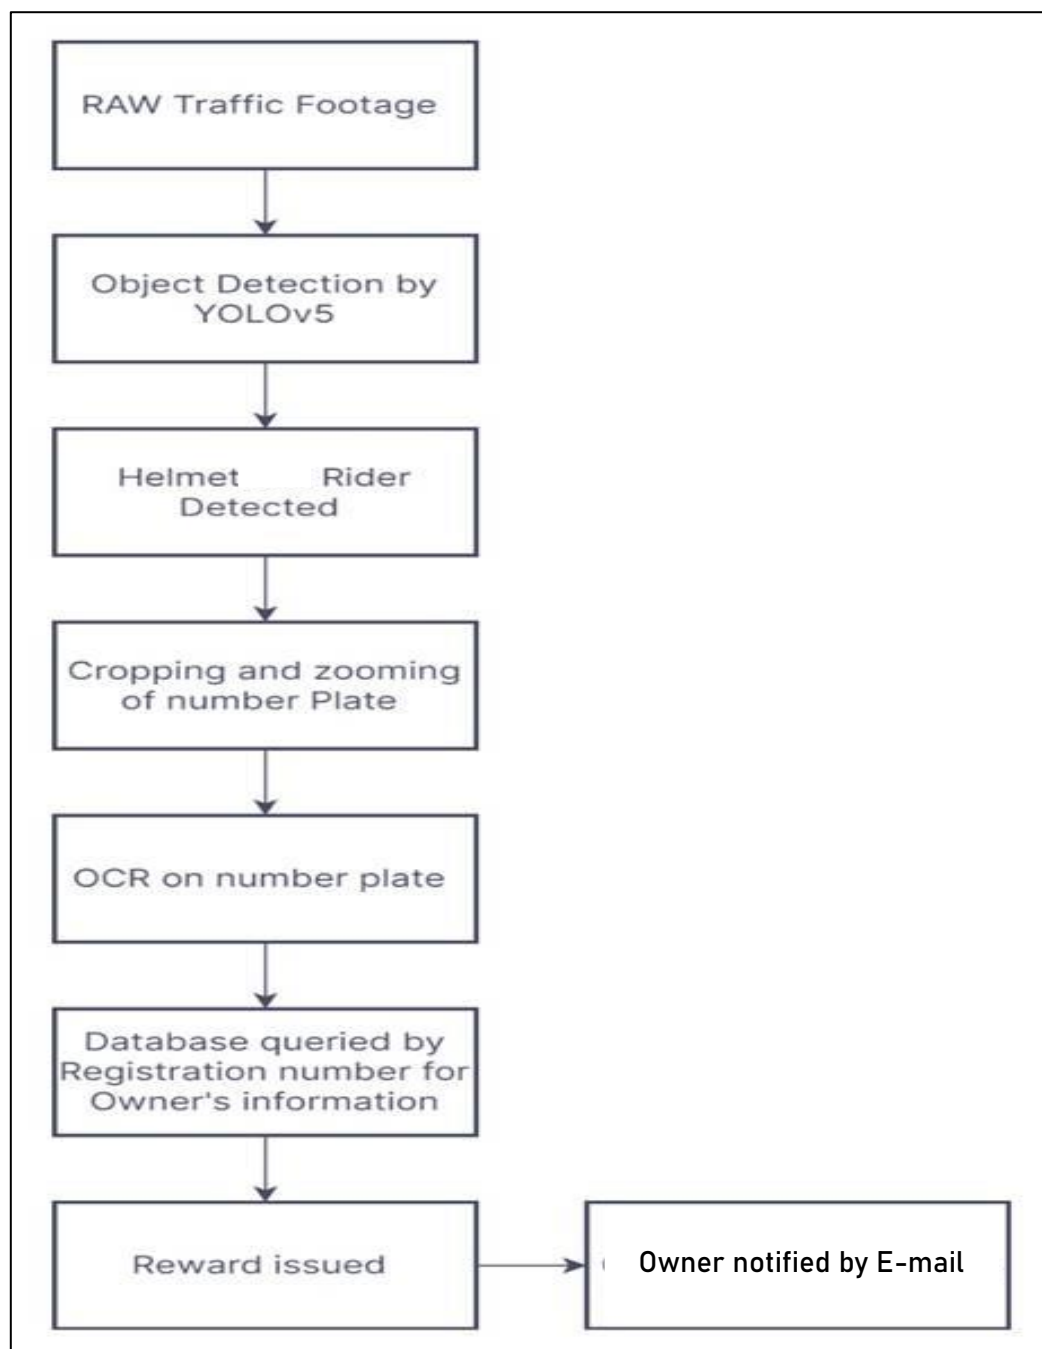 RAW Traffic Footage
Object Detection by
YOLOv5
Helmet Rider
Detected
Cropping and zooming
of number Plate
OCR on number plate
Database queried by
Registration number for
Owner's information
Reward issued
Owner notified by E-mail